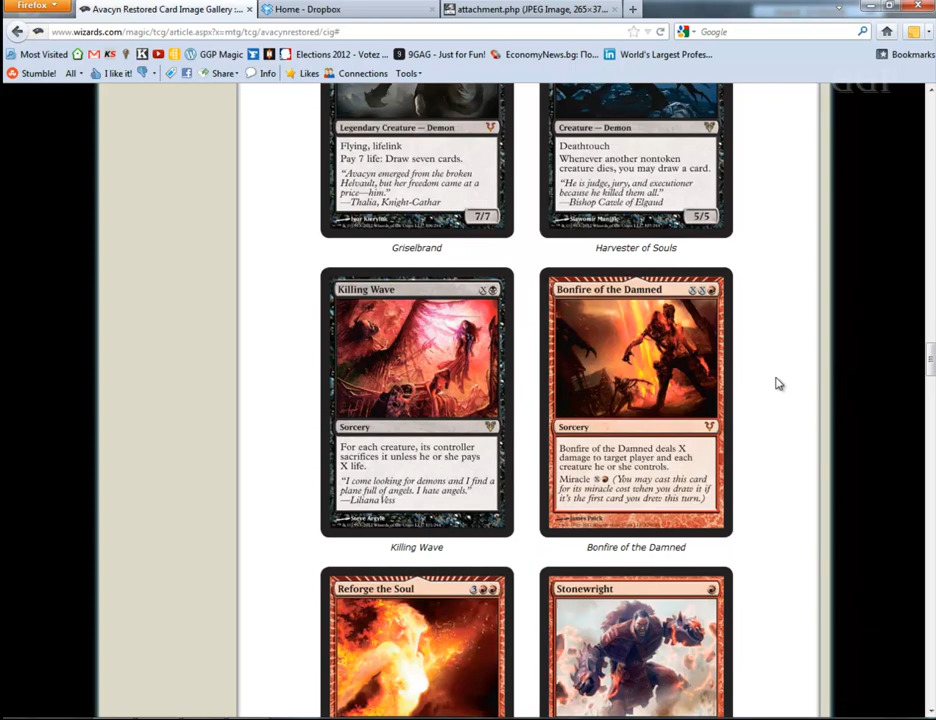 Firefox
Avacyn Restored Card Image Gallery :...
Home - Dropbox
attachment.php (JPEG Image, 265×37...
www.wizards.com/magic/tcg/article.aspx?x=mtg/tcg/avacynrestored/cig#
Google
Most Visited
GGP Magic
Elections 2012 - Votez ...
9GAG - Just for Fun!
EconomyNews.bg: По...
World's Largest Profes...
Bookmarks
Stumble!
All
I like it!
Share
Info
Likes
Connections
Tools
Legendary Creature — Demon
Flying, lifelink
Pay 7 life: Draw seven cards.
"Avacyn emerged from the broken
Helvault, but her freedom came at a
price—him."
—Thalia, Knight-Cathar
7/7
Igor Kieryluk
Griselbrand
Creature — Demon
Deathtouch
Whenever another nontoken
creature dies, you may draw a card.
"He is judge, jury, and executioner
because he killed them all."
—Bishop Cawle of Elgaud
5/5
Harvester of Souls
Killing Wave
X
Sorcery
For each creature, its controller
sacrifices it unless he or she pays
X life.
"I come looking for demons and I find a
plane full of angels. I hate angels."
—Liliana Vess
Steve Argyle
Killing Wave
Bonfire of the Damned
XX
Sorcery
Bonfire of the Damned deals X
damage to target player and each
creature he or she controls.
Miracle X (You may cast this card
for its miracle cost when you draw it if
it's the first card you drew this turn.)
James Paick
Bonfire of the Damned
Reforge the Soul
3
Stonewright